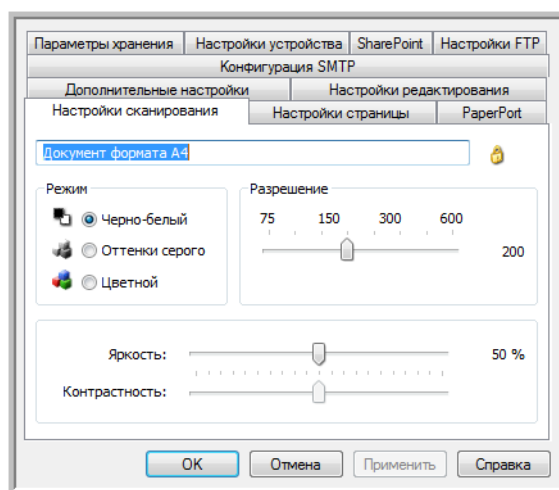 Параметры хранения Настройки устройства SharePoint Настройки FTP
Конфигурация SMTP
Дополнительные настройки Настройки редактирования
Настройки сканирования Настройки страницы PaperPort
Документ формата A4
Режим Разрешение
Черно-белый 75 150 300 600
Оттенки серого 200
Цветной
Яркость: 50 %
Контрастность:
OK Отмена Применить Справка